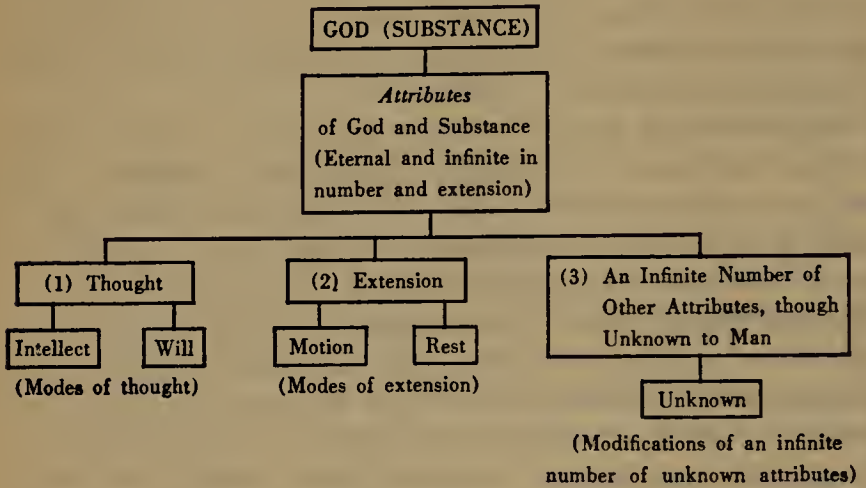 GOD (SUBSTANCE)
Attributes
of God and Substance
(Eternal and infinite in
number and extension)
(1) Thought
Intellect
Will
(Modes of thought)
(2) Extension
Motion
Rest
(Modes of extension)
(3) An Infinite Number of
Other Attributes, though
Unknown to Man
Unknown
(Modifications of an infinite
number of unknown attributes)